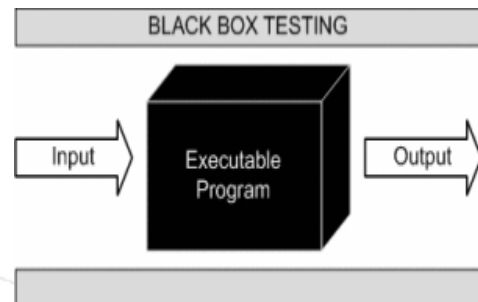 BLACK BOX TESTING
Input
Executable
Program
Output